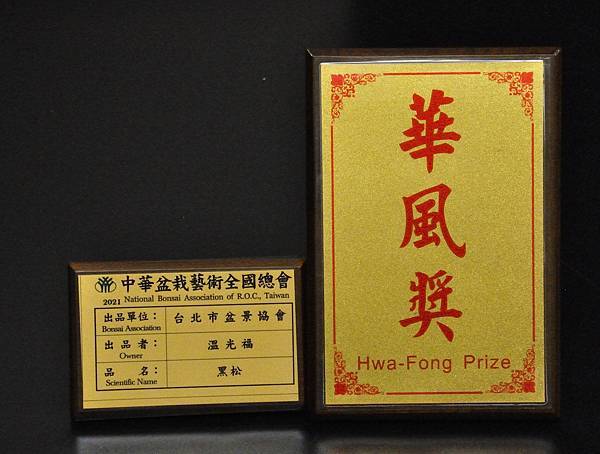 中華盆栽藝術全國總會
2021 National Bonsai Association of R.O.C., Taiwan
出品單位： 台北市盆景協會
Bonsai Association
出品者： 溫光福
Owner
品名： 黑松
Scientific Name
華風獎
Hwa-Fong Prize